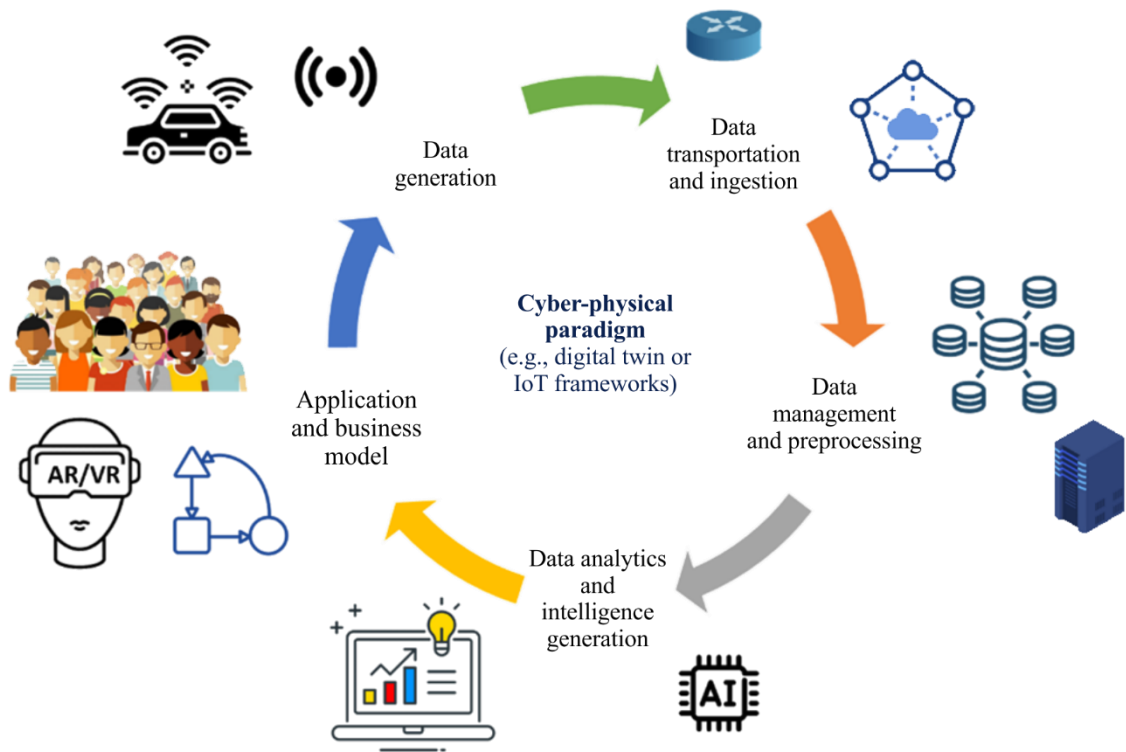 Data
generation
Data
transportation
and ingestion
Cyber-physical
paradigm
(e.g., digital twin or
IoT frameworks)
Data
management
and preprocessing
Application
and business
model
AR/VR
Data analytics
and
intelligence
generation
AI